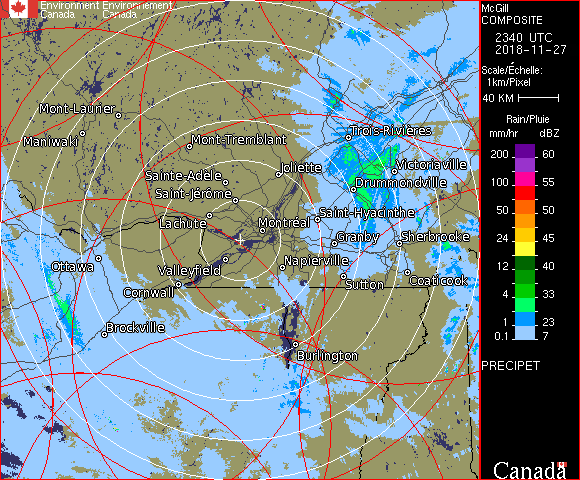 Environment Environnement
Canada Canada
McGill
COMPOSITE
2340 UTC
2018-11-27
Scale/Échelle:
1km/Pixel
40 KM
Rain/Pluie
mm/hr dBZ
200 60
100 55
50 50
24 45
12 40
4 33
1 23
0.1 7
PRECIPET
Canada
Mont-Laurier
Maniwaki
Mont-Tremblant
Trois-Rivières
Sainte-Adèle
Joliette
Victoriaville
Saint-Jérôme
Drummondville
Lachute
Saint-Hyacinthe
Montréal
Granby
Sherbrooke
Ottawa
Valleyfield
Napierville
Cornwall
Sutton
Coaticook
Brockville
Burlington